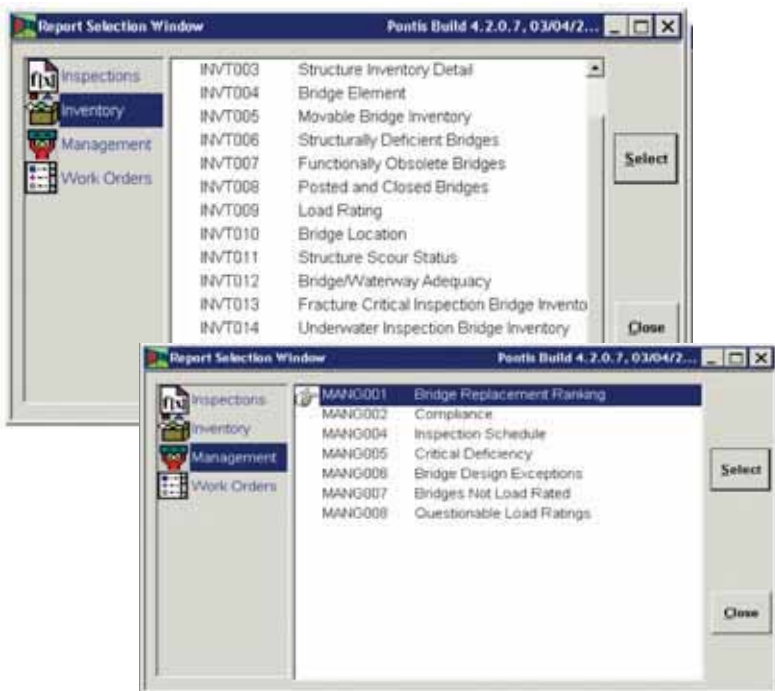 Report Selection Window Pontis Build 4.2.0.7, 03/04/2...
f[x] Inspections
Inventory
Management
Work Orders
INVT003 Structure Inventory Detail
INVT004 Bridge Element
INVT005 Movable Bridge Inventory
INVT006 Structurally Deficient Bridges
INVT007 Functionally Obsolete Bridges
INVT008 Posted and Closed Bridges
INVT009 Load Rating
INVT010 Bridge Location
INVT011 Structure Scour Status
INVT012 Bridge/Waterway Adequacy
INVT013 Fracture Critical Inspection Bridge Invento
INVT014 Underwater Inspection Bridge Inventory
Select
Close
Report Selection Window Pontis Build 4.2.0.7, 03/04/2...
f[x] Inspections
Inventory
Management
Work Orders
MANG001 Bridge Replacement Ranking
MANG002 Compliance
MANG004 Inspection Schedule
MANG005 Critical Deficiency
MANG006 Bridge Design Exceptions
MANG007 Bridges Not Load Rated
MANG008 Questionable Load Ratings
Select
Close